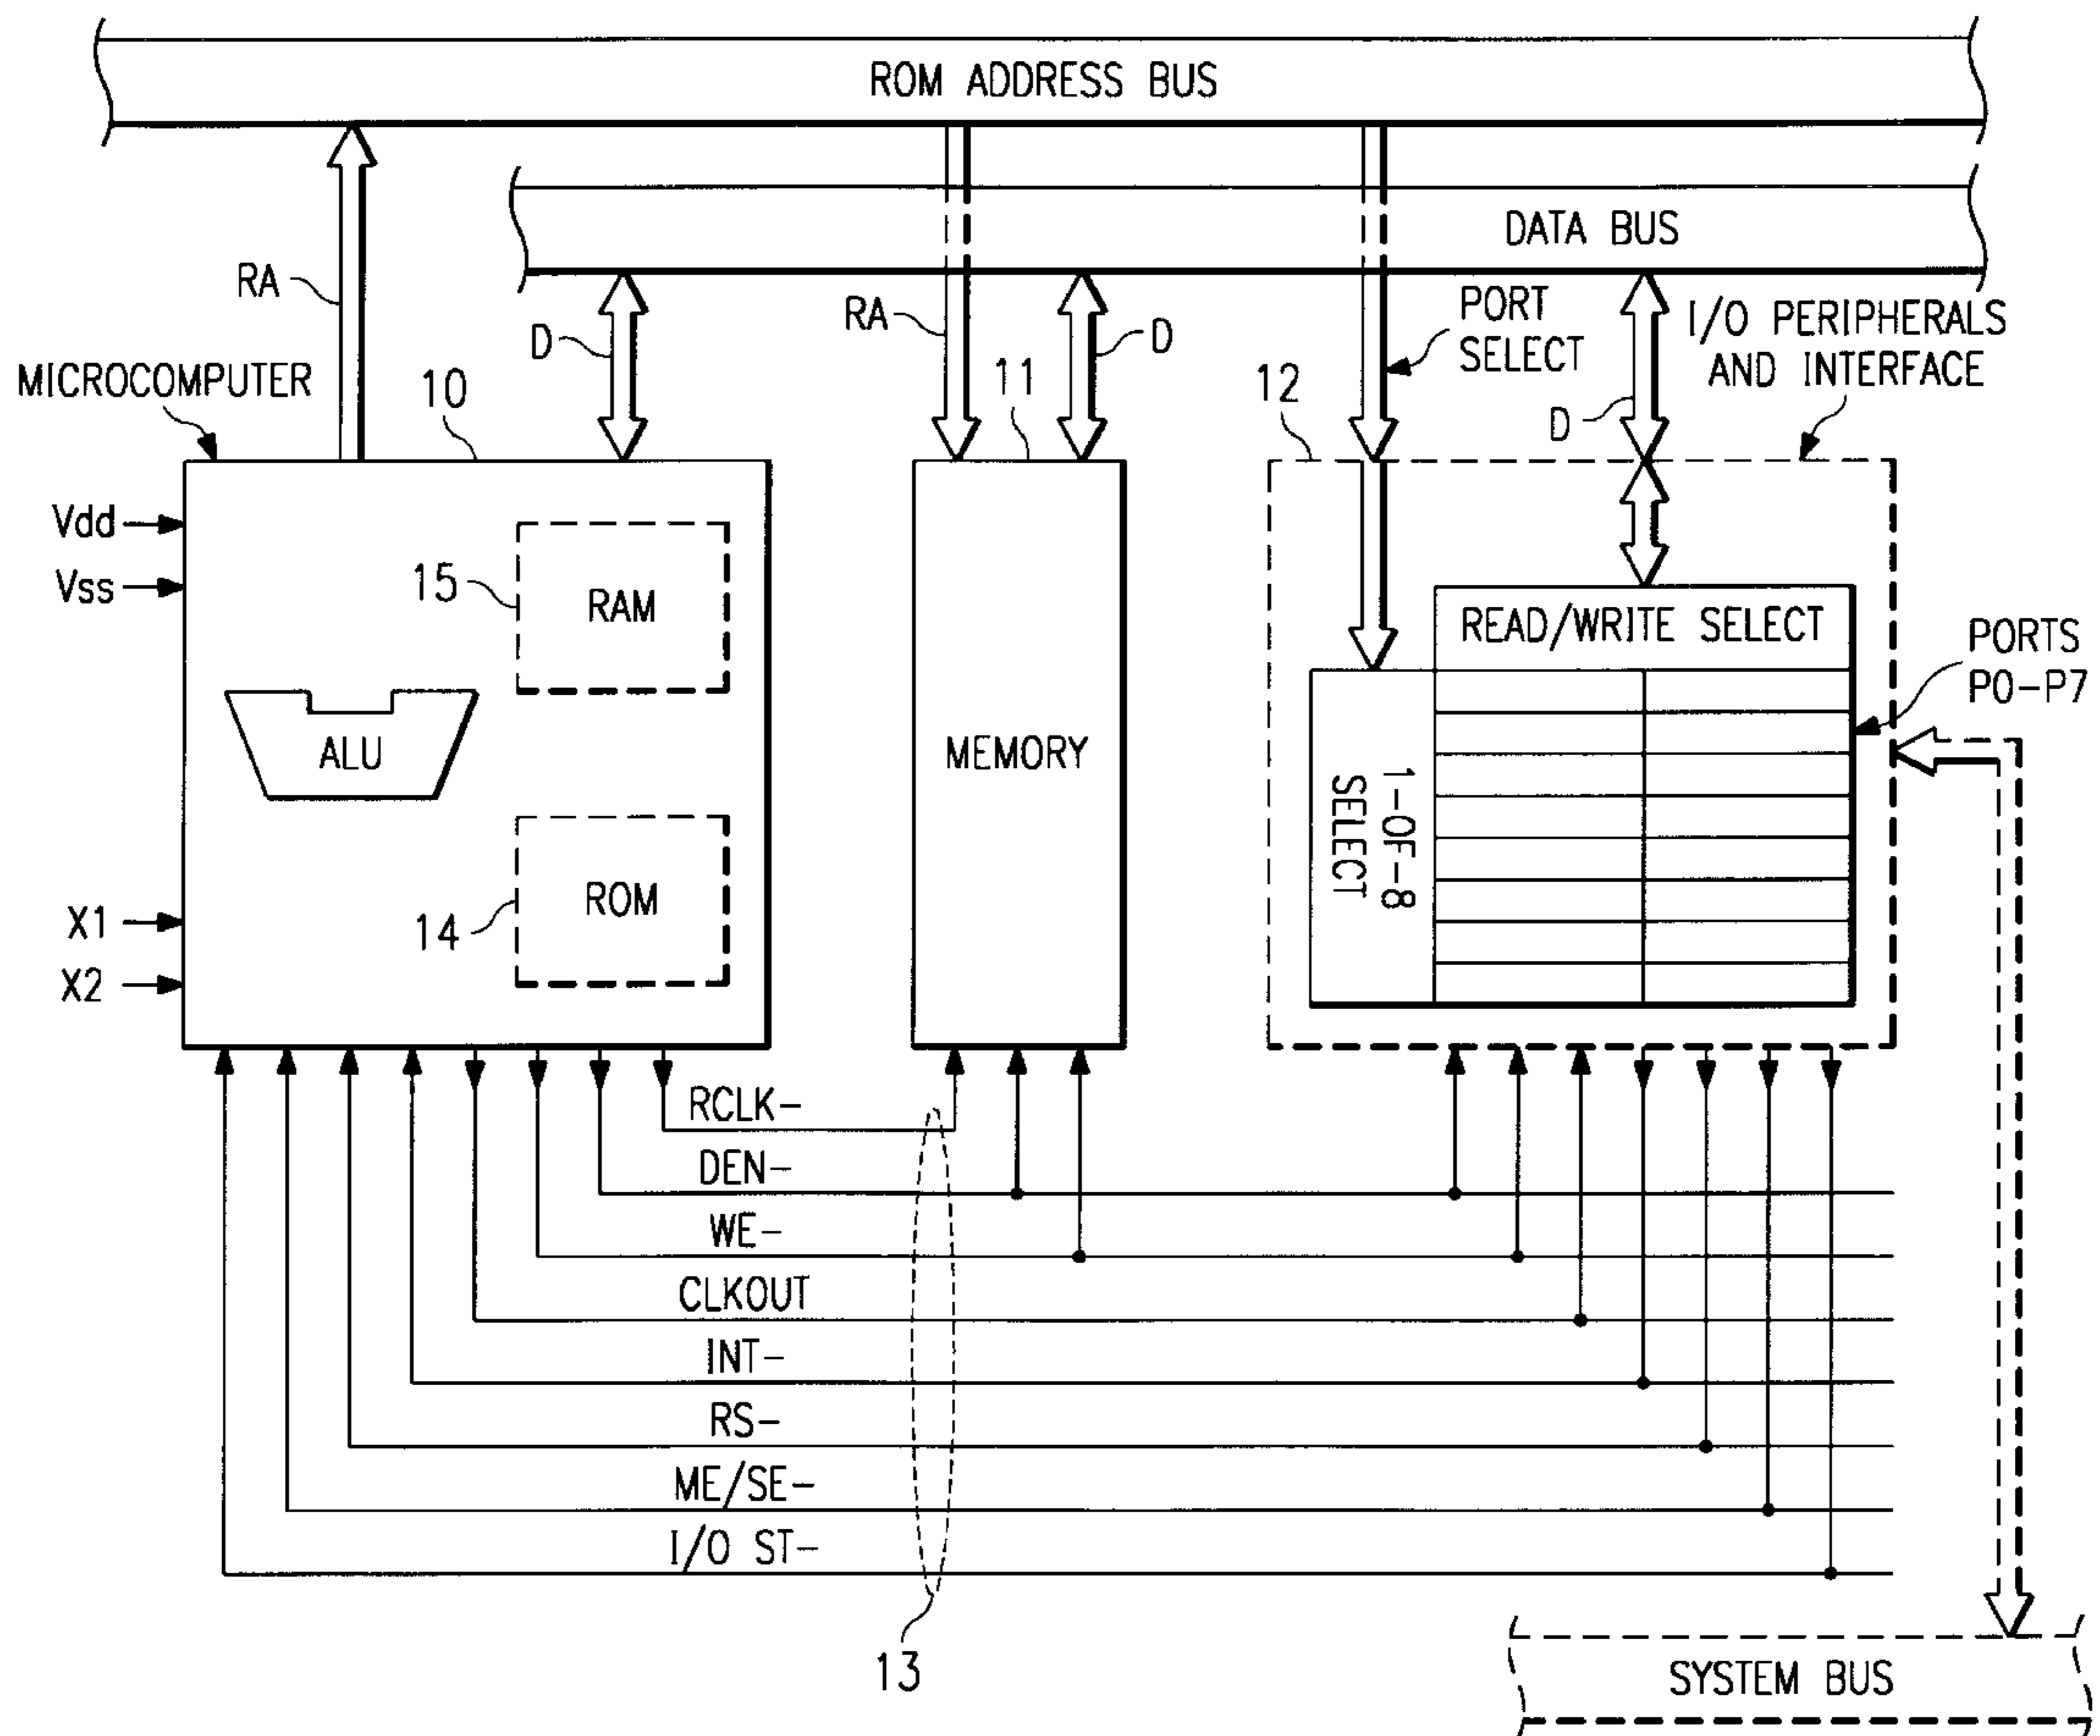 ROM ADDRESS BUS
DATA BUS
RA
D
RA
D
PORT
SELECT
I/O PERIPHERALS
AND INTERFACE
D
MICROCOMPUTER
10
11
12
Vdd
Vss
X1
X2
15
RAM
ALU
14
ROM
MEMORY
READ/WRITE SELECT
1-OF-8
SELECT
PORTS
P0-P7
RCLK-
DEN-
WE-
CLKOUT
INT-
RS-
ME/SE-
I/O ST-
13
SYSTEM BUS